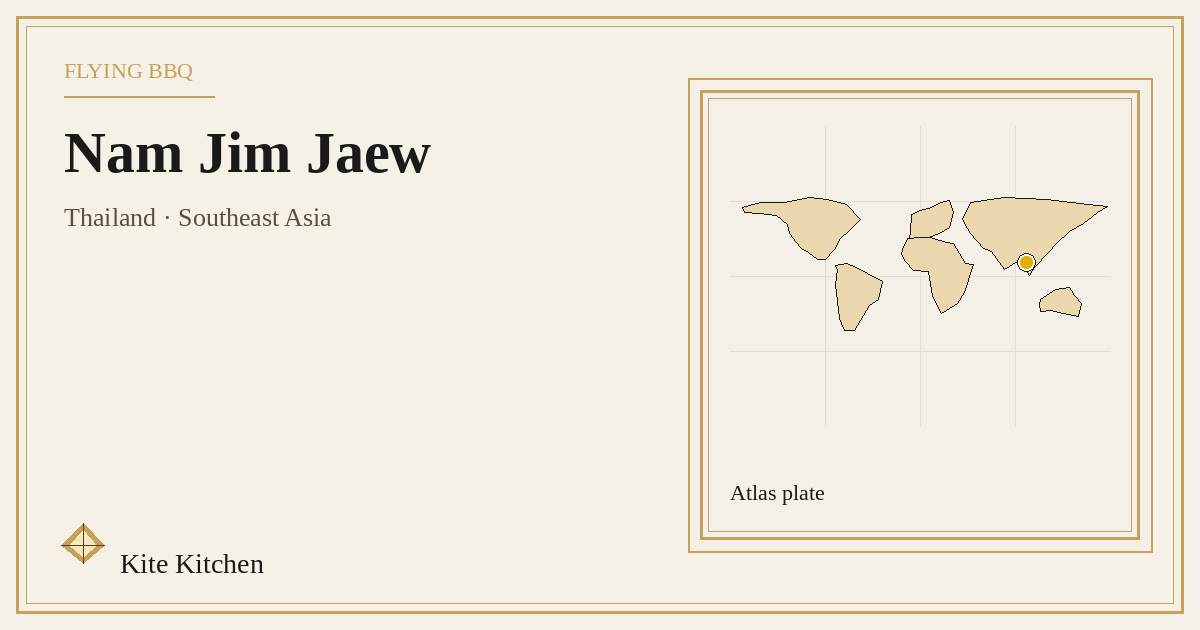 FLYING BBQ
Nam Jim Jaew
Thailand · Southeast Asia
Atlas plate
Kite Kitchen